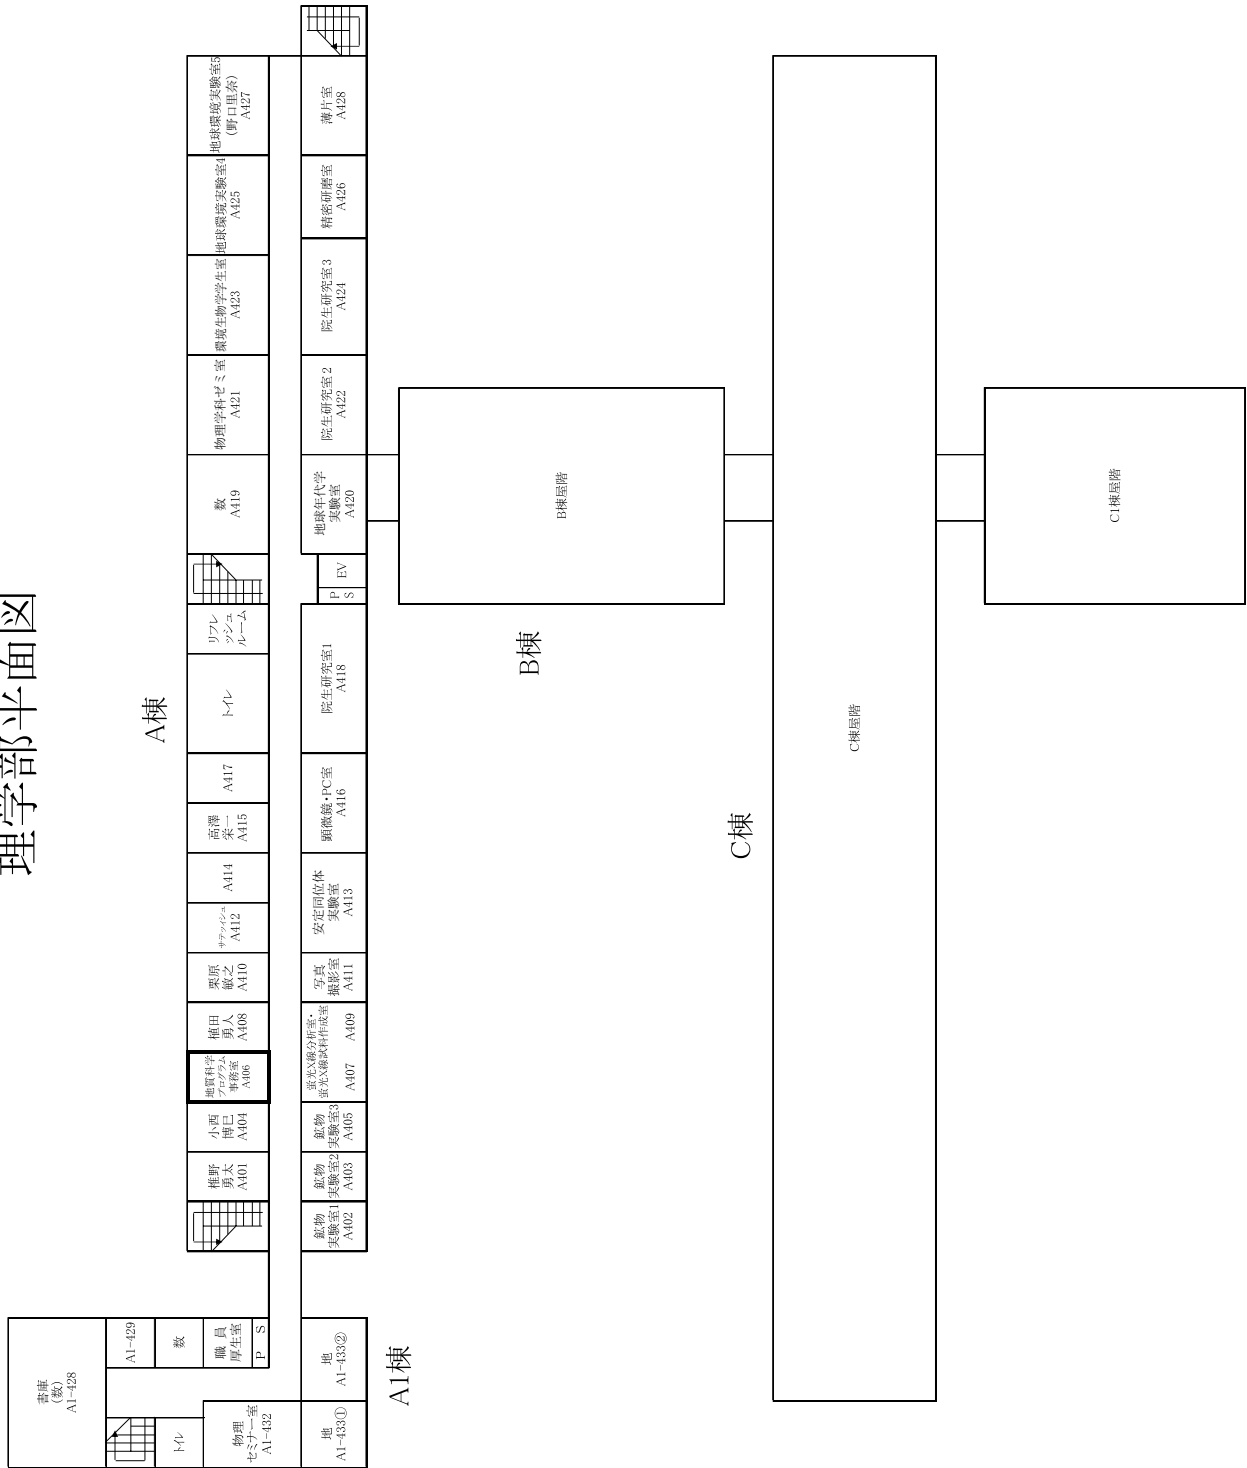 理学部平面図
A棟
地球環境実験室5
(野口里奈)
A427
地球環境実験室4
A425
環境生物学学生室
A423
物理学科ゼミ室
A421
数
A419
リフレ
ッシュ
ルーム
トイレ
A417
高澤
栄一
A415
A414
サティッシュ
A412
栗原
敏之
A410
植田
勇人
A408
地質科学
プログラム
事務室
A406
小西
博巳
A404
椎野
勇太
A401
薄片室
A428
精密研磨室
A426
院生研究室3
A424
院生研究室2
A422
地球年代学
実験室
A420
EV
P
S
院生研究室1
A418
顕微鏡・PC室
A416
安定同位体
実験室
A413
写真
撮影室
A411
蛍光X線分析室・
蛍光X線試料作成室
A407 A409
鉱物
実験室3
A405
鉱物
実験室2
A403
鉱物
実験室1
A402
書庫
(数)
A1-428
A1-429
数
職 員
厚生室
P S
トイレ
物理
セミナー室
A1-432
地
A1-433②
地
A1-433①
A1棟
B棟
B棟屋階
C棟
C棟屋階
C1棟屋階